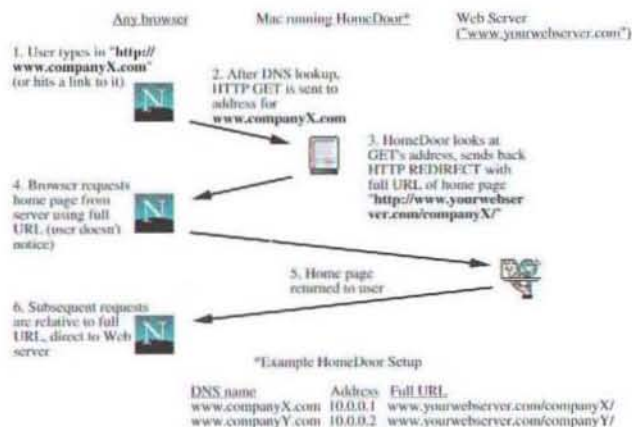 Any browser
Mac running HomeDoor*
Web Server
("www.yourwebserver.com")
1. User types in "http://
www.companyX.com"
(or hits a link to it)
N
2. After DNS lookup,
HTTP GET is sent to
address for
www.companyX.com
3. HomeDoor looks at
GET's address, sends back
HTTP REDIRECT with
full URL of home page
"http://www.yourwebser
ver.com/companyX/"
4. Browser requests
home page from
server using full
URL (user doesn't
notice)
N
5. Home page
returned to user
6. Subsequent requests
are relative to full
URL, direct to Web
server
N
*Example HomeDoor Setup
DNS name Address Full URL
www.companyX.com 10.0.0.1 www.yourwebserver.com/companyX/
www.companyY.com 10.0.0.2 www.yourwebserver.com/companyY/